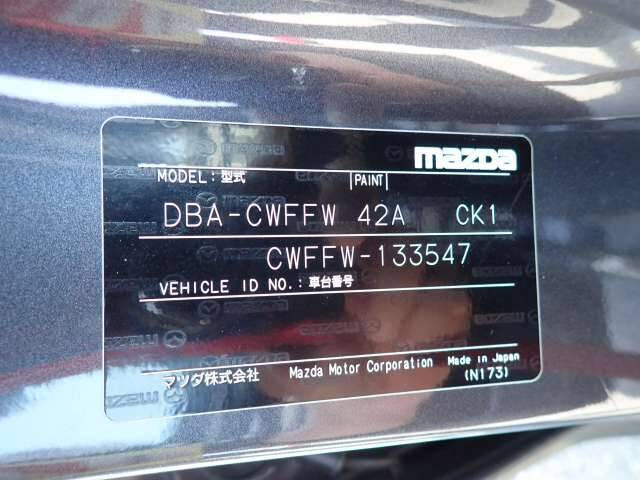 mazda
MODEL:型式 PAINT
DBA-CWFFW 42A CK1
CWFFW-133547
VEHICLE ID NO.:車台番号
マツダ株式会社 Mazda Motor Corporation Made in Japan
(N173)